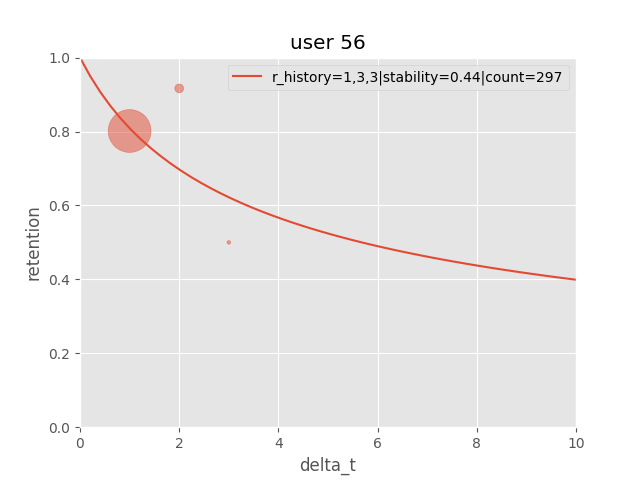 user 56
r_history=1,3,3|stability=0.44|count=297
1.0
0.8
0.6
0.4
0.2
0.0
retention
0 2 4 6 8 10
delta_t